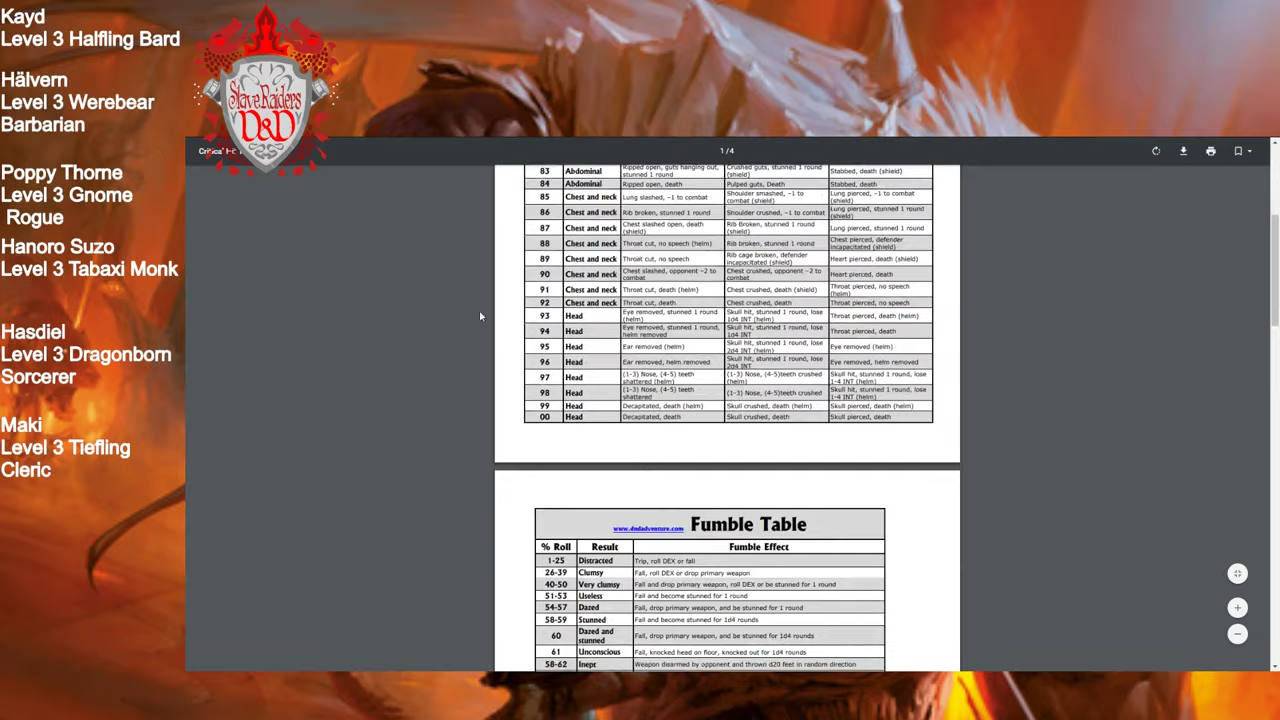 Kayd
Level 3 Halfling Bard
Hälvern
Level 3 Werebear
Barbarian
Poppy Thorne
Level 3 Gnome
Rogue
Hanoro Suzo
Level 3 Tabaxi Monk
Hasdiel
Level 3 Dragonborn
Sorcerer
Maki
Level 3 Tiefling
Cleric
Slave Raiders
D&D
1/4
83 Abdominal Ripped open, guts hanging out, stunned 1 round Crushed guts, stunned 1 round (shield) Stabbed, death (shield)
84 Abdominal Ripped open, death Pulped guts, Death Stabbed, death
85 Chest and neck Lung slashed, -1 to combat Shoulder smashed, -1 to combat (shield) Lung pierced, -1 to combat (shield)
86 Chest and neck Rib broken, stunned 1 round Shoulder crushed, -1 to combat Lung pierced, stunned 1 round (shield)
87 Chest and neck Chest slashed open, death (shield) Rib Broken, stunned 1 round (shield) Lung pierced, stunned 1 round
88 Chest and neck Throat cut, no speech (helm) Rib broken, stunned 1 round Chest pierced, defender incapacitated (shield)
89 Chest and neck Throat cut, no speech Rib cage broken, defender incapacitated (shield) Heart pierced, death (shield)
90 Chest and neck Chest slashed, opponent -2 to combat Chest crushed, opponent -2 to combat Heart pierced, death
91 Chest and neck Throat cut, death (helm) Chest crushed, death (shield) Throat pierced, no speech (helm)
92 Chest and neck Throat cut, death Chest crushed, death Throat pierced, no speech
93 Head Eye removed, stunned 1 round (helm) Skull hit, stunned 1 round, lose 1d4 INT (helm) Throat pierced, death (helm)
94 Head Eye removed, stunned 1 round, helm removed Skull hit, stunned 1 round, lose 1d4 INT Throat pierced, death
95 Head Ear removed (helm) Skull hit, stunned 1 round, lose 2d4 INT (helm) Eye removed (helm)
96 Head Ear removed, helm removed Skull hit, stunned 1 round, lose 2d4 INT Eye removed, helm removed
97 Head (1-3) Nose, (4-5) teeth shattered (helm) (1-3) Nose, (4-5)teeth crushed (helm) Skull hit, stunned 1 round, lose 1-4 INT (helm)
98 Head (1-3) Nose, (4-5) teeth shattered (1-3) Nose, (4-5)teeth crushed Skull hit, stunned 1 round, lose 1-4 INT (helm)
99 Head Decapitated, death (helm) Skull crushed, death (helm) Skull pierced, death (helm)
00 Head Decapitated, death Skull crushed, death Skull pierced, death
www.dndadventure.com Fumble Table
% Roll Result Fumble Effect
1-25 Distracted Trip, roll DEX or fall
26-39 Clumsy Fall, roll DEX or drop primary weapon
40-50 Very clumsy Fall and drop primary weapon, roll DEX or be stunned for 1 round
51-53 Useless Fall and become stunned for 1 round
54-57 Dazed Fall, drop primary weapon, and be stunned for 1 round
58-59 Stunned Fall and become stunned for 1d4 rounds
60 Dazed and stunned Fall, drop primary weapon, and be stunned for 1d4 rounds
61 Unconscious Fall, knocked head on floor, knocked out for 1d4 rounds
58-62 Inept Weapon disarmed by opponent and thrown d20 feet in random direction